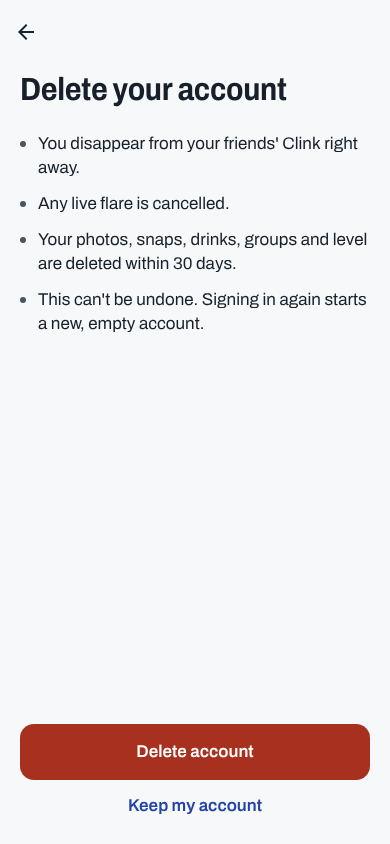 Delete your account
You disappear from your friends' Clink right
away.
Any live flare is cancelled.
Your photos, snaps, drinks, groups and level
are deleted within 30 days.
This can't be undone. Signing in again starts
a new, empty account.
Delete account
Keep my account